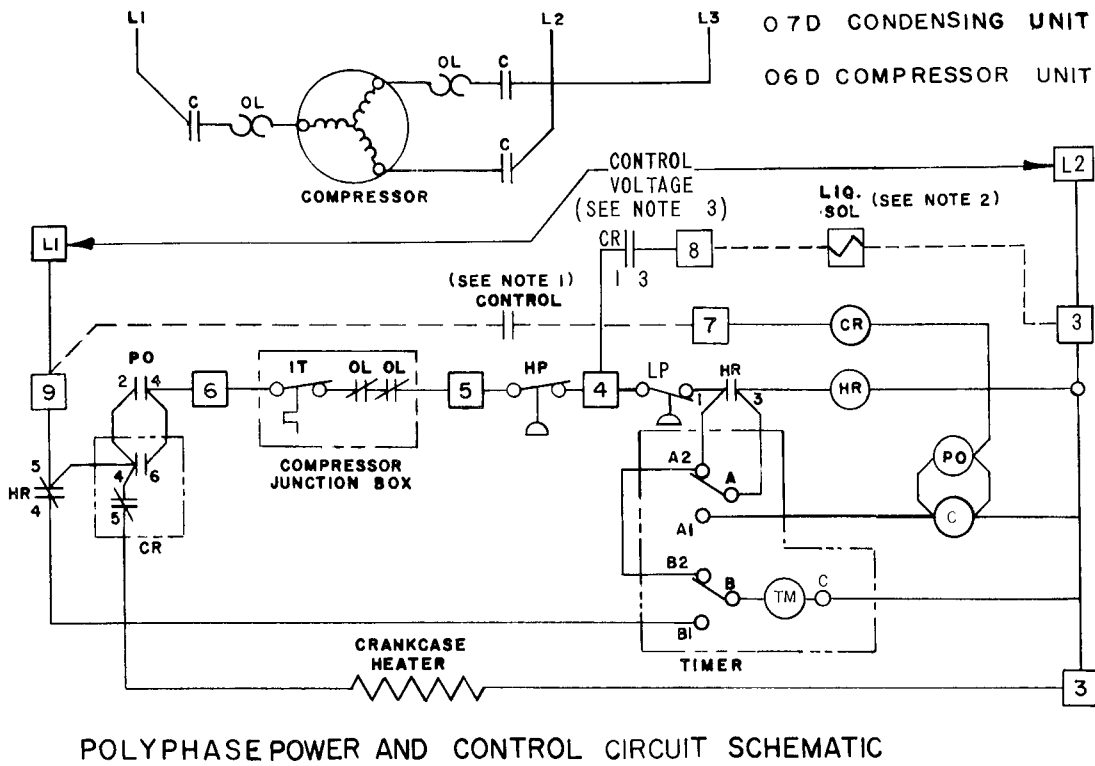 L1 L2 L3 07D CONDENSING UNIT
06D COMPRESSOR UNIT
OL C
C OL
C
COMPRESSOR
CONTROL
VOLTAGE
(SEE NOTE 3)
L2
LIQ.
SOL (SEE NOTE 2)
L1
CR 8
1 3
(SEE NOTE 1)
CONTROL
7 CR 3
PO
9 2 4 6 1T OL OL 5 HP 4 LP HR HR
1 3
COMPRESSOR
JUNCTION BOX
5 HR 4
4 6
5
CR
A2 A PO
A1 C
B2 B TM C
B1
TIMER
CRANKCASE
HEATER
3
POLYPHASE POWER AND CONTROL CIRCUIT SCHEMATIC